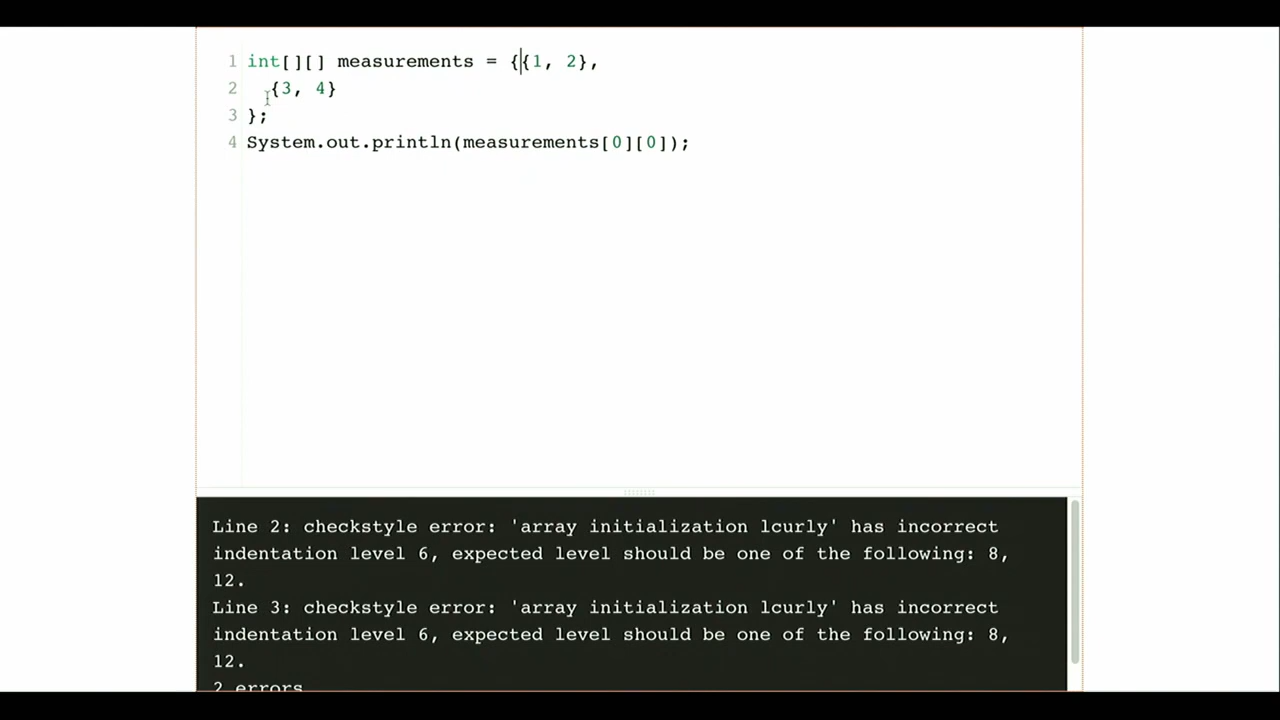 1 int[][] measurements = {{1, 2},
2 {3, 4}
3 };
4 System.out.println(measurements[0][0]);
Line 2: checkstyle error: 'array initialization lcurly' has incorrect
indentation level 6, expected level should be one of the following: 8,
12.
Line 3: checkstyle error: 'array initialization lcurly' has incorrect
indentation level 6, expected level should be one of the following: 8,
12.
2 errors